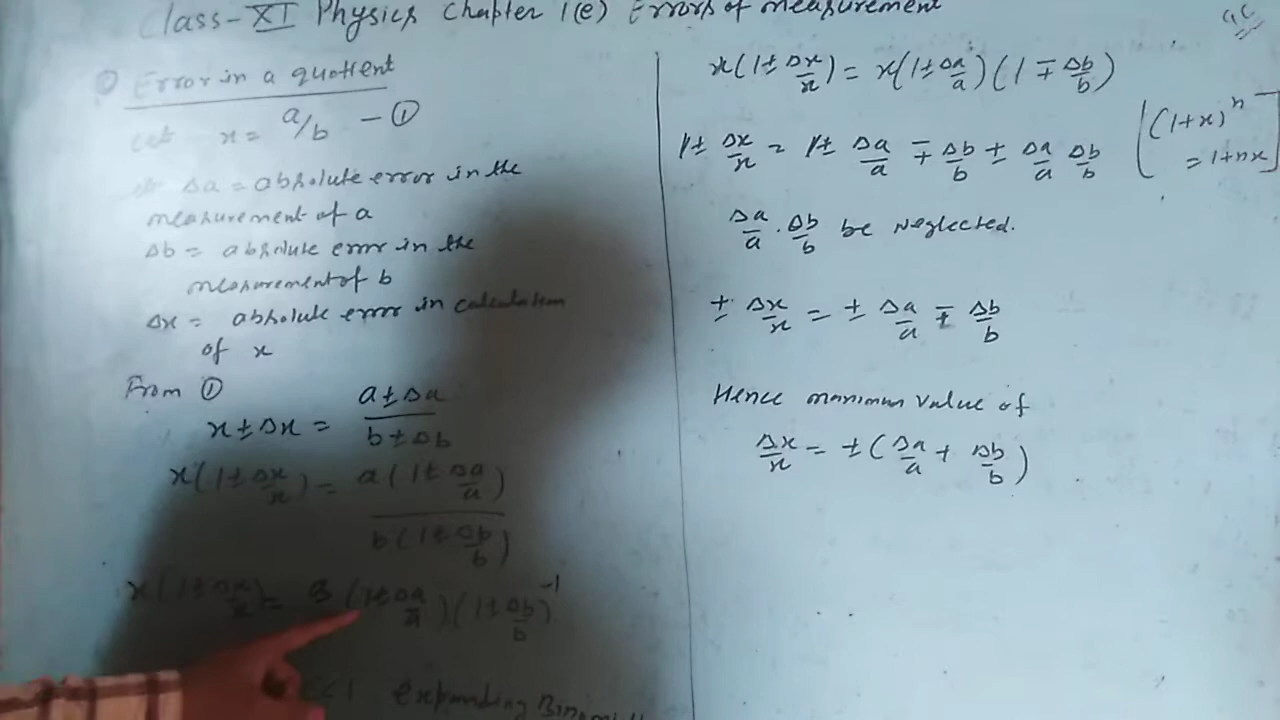 Class-XI Physics Chapter 1(e) Errors of measurement
Error in a quotient
Let x = a/b - ①
Δa = absolute error in the
measurement of a
Δb = absolute error in the
measurement of b
Δx = absolute error in calculation
of x
From ①
x ± Δx = (a ± Δa)/(b ± Δb)
x(1 ± Δx/x) = a(1 ± Δa/a)/b(1 ± Δb/b)
x(1 ± Δx/x) = (1 ± Δa/a)(1 ± Δb/b)⁻¹
<1 expanding
x(1 ± Δx/x) = x(1 ± Δa/a)(1 ∓ Δb/b)
1 ± Δx/x = 1 ± Δa/a ∓ Δb/b ± Δa/a Δb/b
[(1+x)ⁿ
= 1+nx]
Δa/a . Δb/b be neglected.
± Δx/x = ± Δa/a ∓ Δb/b
Hence maximum value of
Δx/x = ±(Δa/a + Δb/b)